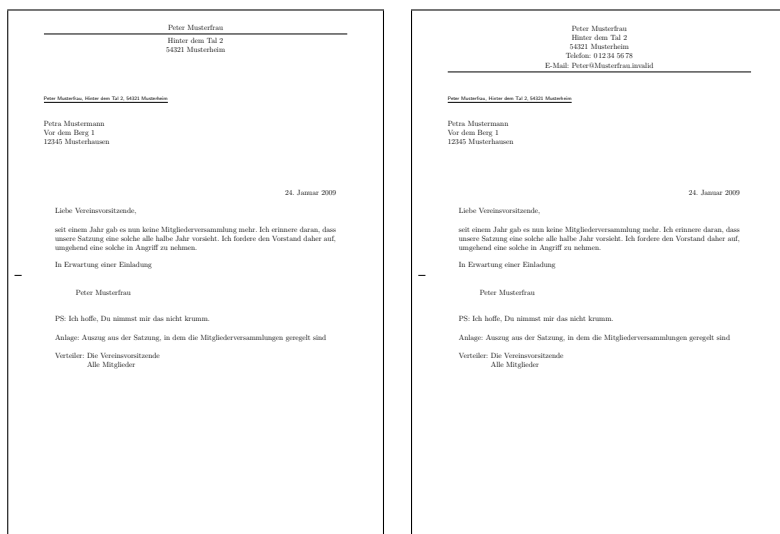 Peter Musterfrau
Hinter dem Tal 2
54321 Musterheim
Peter Musterfrau, Hinter dem Tal 2, 54321 Musterheim
Petra Mustermann
Vor dem Berg 1
12345 Musterhausen
24. Januar 2009
Liebe Vereinsvorsitzende,
seit einem Jahr gab es nun keine Mitgliederversammlung mehr. Ich erinnere daran, dass
unsere Satzung eine solche alle halbe Jahr vorsieht. Ich fordere den Vorstand daher auf,
umgehend eine solche in Angriff zu nehmen.
In Erwartung einer Einladung
Peter Musterfrau
PS: Ich hoffe, Du nimmst mir das nicht krumm.
Anlage: Auszug aus der Satzung, in dem die Mitgliederversammlungen geregelt sind
Verteiler: Die Vereinsvorsitzende
Alle Mitglieder
Peter Musterfrau
Hinter dem Tal 2
54321 Musterheim
Telefon: 0 12 34 56 78
E-Mail: Peter@Musterfrau.invalid
Peter Musterfrau, Hinter dem Tal 2, 54321 Musterheim
Petra Mustermann
Vor dem Berg 1
12345 Musterhausen
24. Januar 2009
Liebe Vereinsvorsitzende,
seit einem Jahr gab es nun keine Mitgliederversammlung mehr. Ich erinnere daran, dass
unsere Satzung eine solche alle halbe Jahr vorsieht. Ich fordere den Vorstand daher auf,
umgehend eine solche in Angriff zu nehmen.
In Erwartung einer Einladung
Peter Musterfrau
PS: Ich hoffe, Du nimmst mir das nicht krumm.
Anlage: Auszug aus der Satzung, in dem die Mitgliederversammlungen geregelt sind
Verteiler: Die Vereinsvorsitzende
Alle Mitglieder